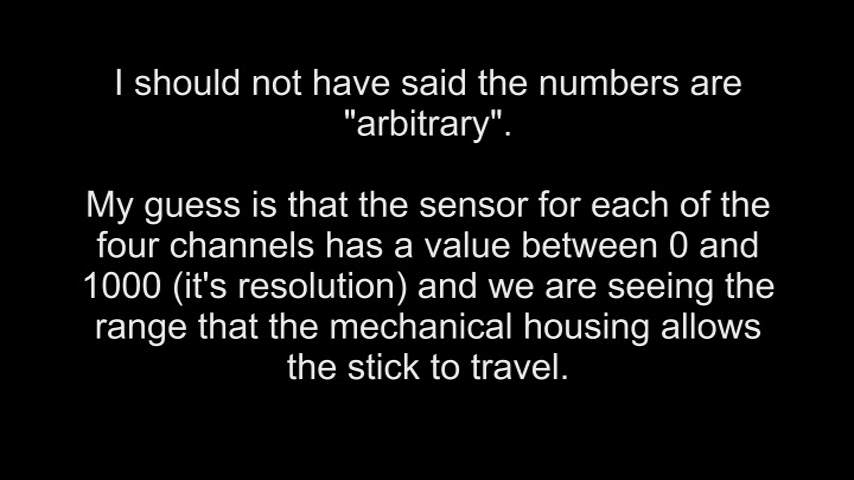 I should not have said the numbers are
"arbitrary".
My guess is that the sensor for each of the
four channels has a value between 0 and
1000 (it's resolution) and we are seeing the
range that the mechanical housing allows
the stick to travel.